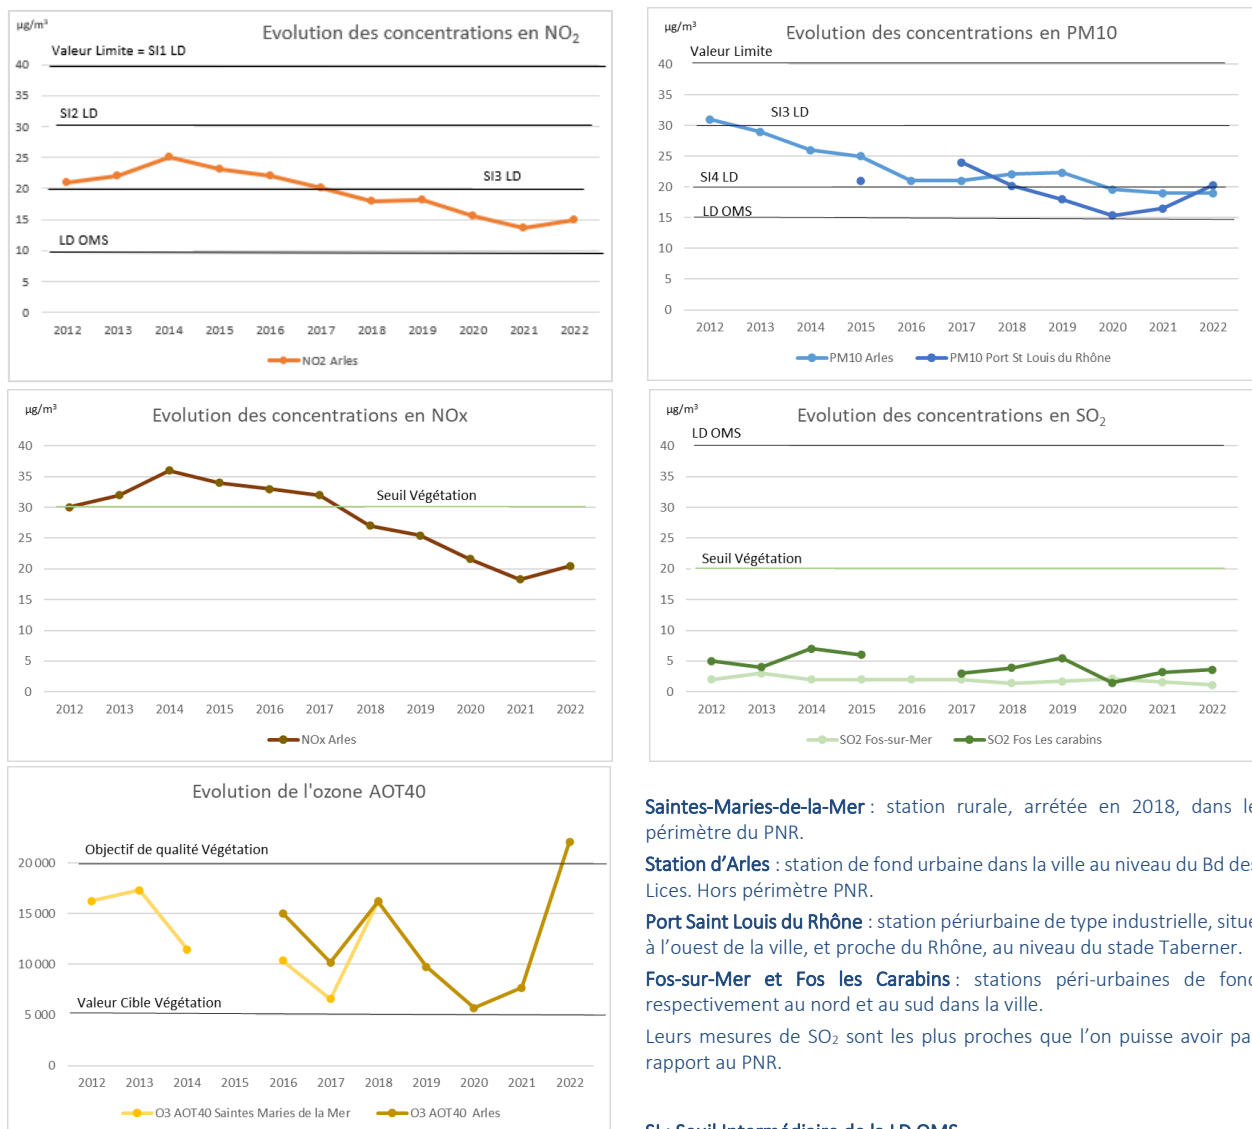 µg/m³
Evolution des concentrations en NO₂
Valeur Limite = SI1 LD
40
35
SI2 LD
30
25
SI3 LD
20
15
LD OMS
10
5
0
2012 2013 2014 2015 2016 2017 2018 2019 2020 2021 2022
NO2 Arles
µg/m³
Evolution des concentrations en PM10
Valeur Limite
40
35
SI3 LD
30
25
SI4 LD
20
LD OMS
15
10
5
0
2012 2013 2014 2015 2016 2017 2018 2019 2020 2021 2022
PM10 Arles PM10 Port St Louis du Rhône
µg/m³
Evolution des concentrations en NOx
40
35
Seuil Végétation
30
25
20
15
10
5
0
2012 2013 2014 2015 2016 2017 2018 2019 2020 2021 2022
NOx Arles
µg/m³
Evolution des concentrations en SO₂
LD OMS
40
35
30
25
Seuil Végétation
20
15
10
5
0
2012 2013 2014 2015 2016 2017 2018 2019 2020 2021 2022
SO2 Fos-sur-Mer SO2 Fos Les carabins
Evolution de l'ozone AOT40
Objectif de qualité Végétation
20 000
15 000
10 000
Valeur Cible Végétation
5 000
0
2012 2013 2014 2015 2016 2017 2018 2019 2020 2021 2022
O3 AOT40 Saintes Maries de la Mer O3 AOT40 Arles
Saintes-Maries-de-la-Mer : station rurale, arrêtée en 2018, dans le
périmètre du PNR.
Station d'Arles : station de fond urbaine dans la ville au niveau du Bd des
Lices. Hors périmètre PNR.
Port Saint Louis du Rhône : station périurbaine de type industrielle, situé
à l'ouest de la ville, et proche du Rhône, au niveau du stade Taberner.
Fos-sur-Mer et Fos les Carabins : stations péri-urbaines de fond
respectivement au nord et au sud dans la ville.
Leurs mesures de SO₂ sont les plus proches que l'on puisse avoir pa
rapport au PNR.
SI : Seuil Intermédiaire de la LD OMS